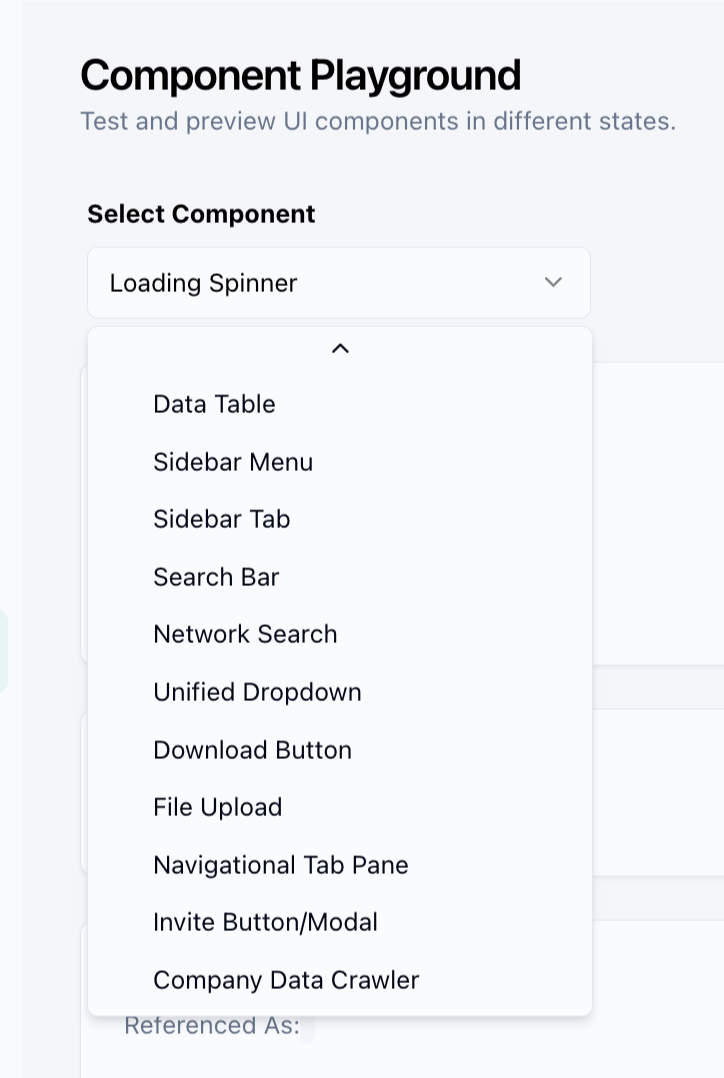 Component Playground
Test and preview UI components in different states.
Select Component
Loading Spinner
Data Table
Sidebar Menu
Sidebar Tab
Search Bar
Network Search
Unified Dropdown
Download Button
File Upload
Navigational Tab Pane
Invite Button/Modal
Company Data Crawler
Referenced As: